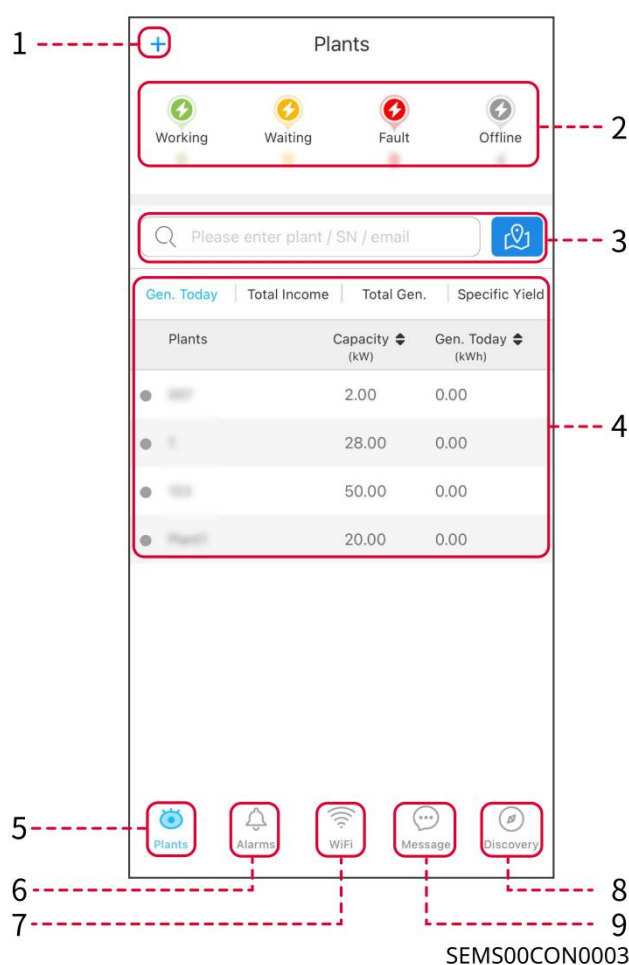 1
+
Plants
Working Waiting Fault Offline
2
Please enter plant / SN / email
3
Gen. Today Total Income Total Gen. Specific Yield
Plants Capacity Gen. Today
(kW) (kWh)
2.00 0.00
4
28.00 0.00
50.00 0.00
20.00 0.00
5
Plants Alarms WiFi Message Discovery
6 8
7 9
SEMS00CON0003